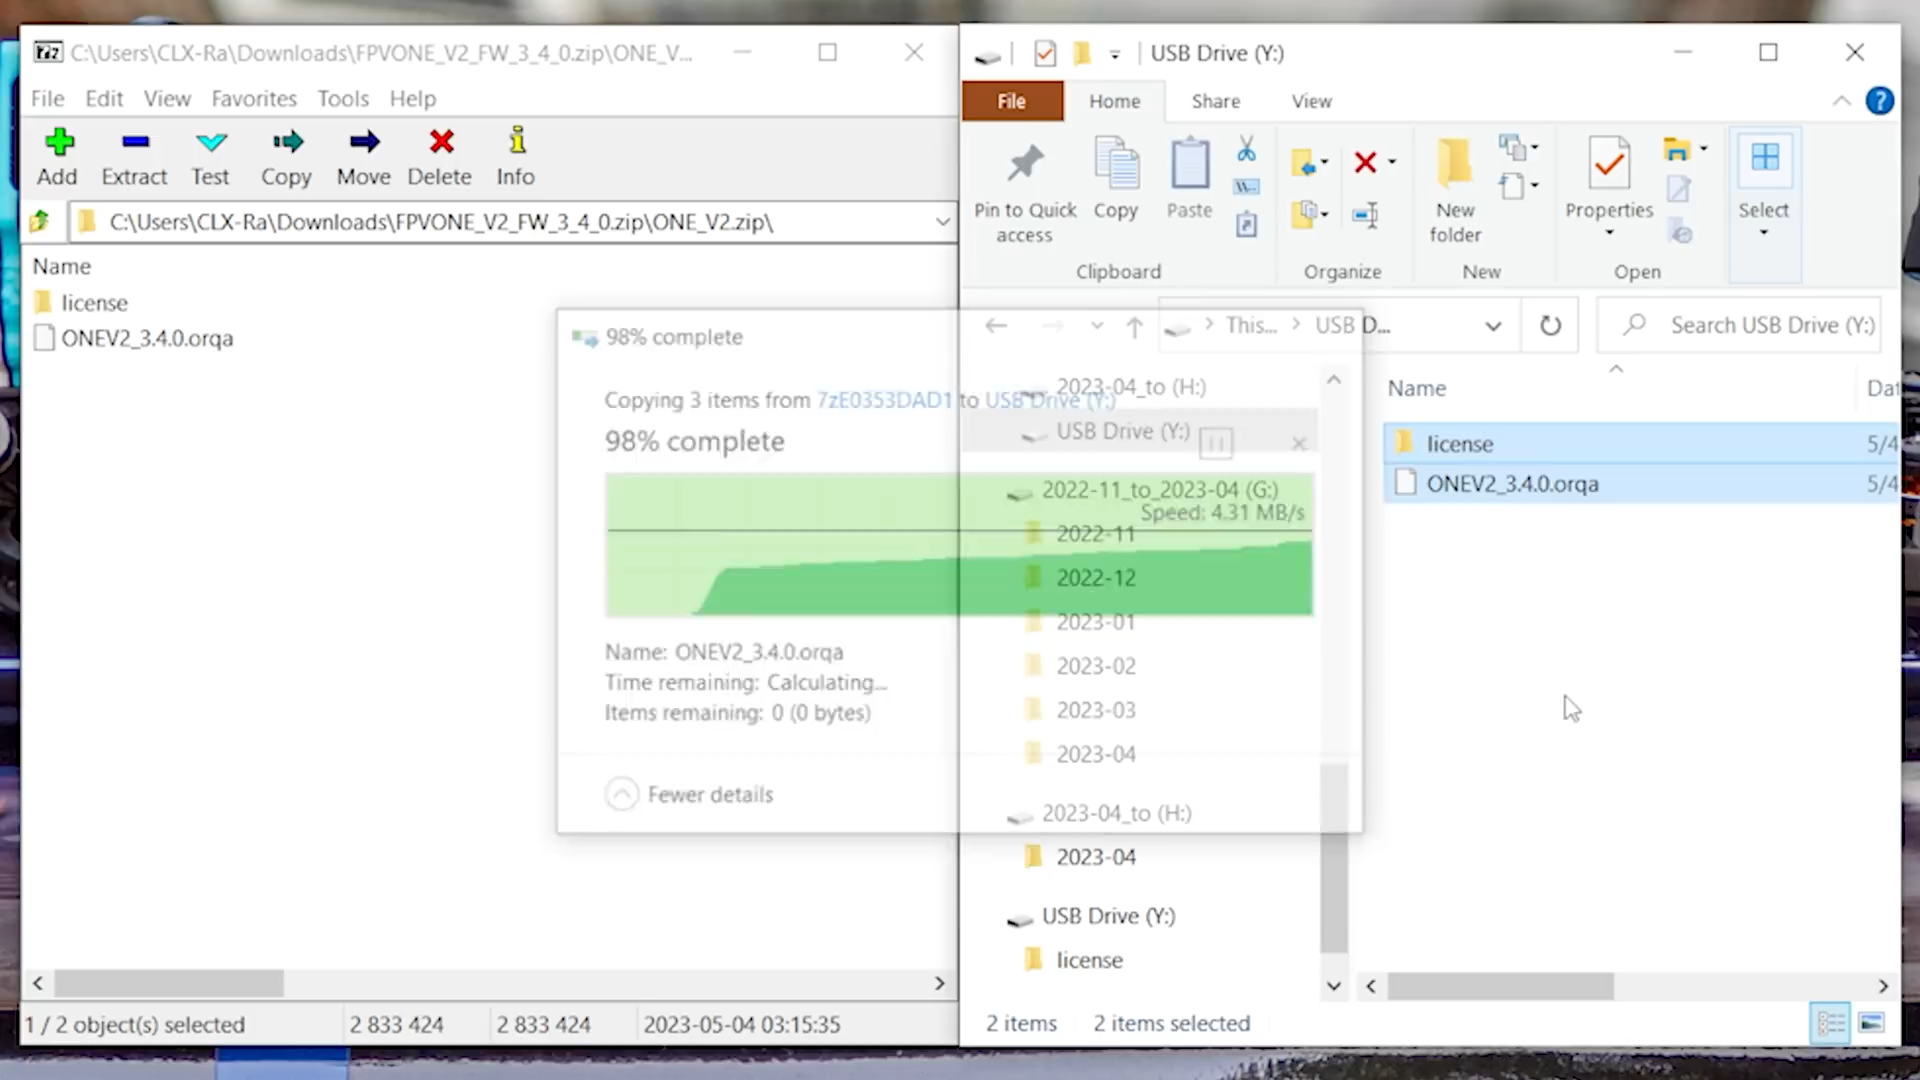 C:\Users\CLX-Ra\Downloads\FPVONE_V2_FW_3_4_0.zip\ONE_V...
File Edit View Favorites Tools Help
Add Extract Test Copy Move Delete Info
C:\Users\CLX-Ra\Downloads\FPVONE_V2_FW_3_4_0.zip\ONE_V2.zip\
Name
license
ONEV2_3.4.0.orqa
1 / 2 object(s) selected 2 833 424 2 833 424 2023-05-04 03:15:35
98% complete
Copying 3 items from 7zE0353DAD1 to USB Drive (Y:)
98% complete
Speed: 4.31 MB/s
Name: ONEV2_3.4.0.orqa
Time remaining: Calculating...
Items remaining: 0 (0 bytes)
Fewer details
USB Drive (Y:)
File Home Share View
Pin to Quick access
Copy
Paste
New folder
Properties
Select
Clipboard Organize New Open
This... USB D...
Search USB Drive (Y:)
2023-04_to (H:)
USB Drive (Y:)
2022-11_to_2023-04 (G:)
2022-11
2022-12
2023-01
2023-02
2023-03
2023-04
2023-04_to (H:)
2023-04
USB Drive (Y:)
license
Name Dat
license 5/4
ONEV2_3.4.0.orqa 5/4
2 items 2 items selected